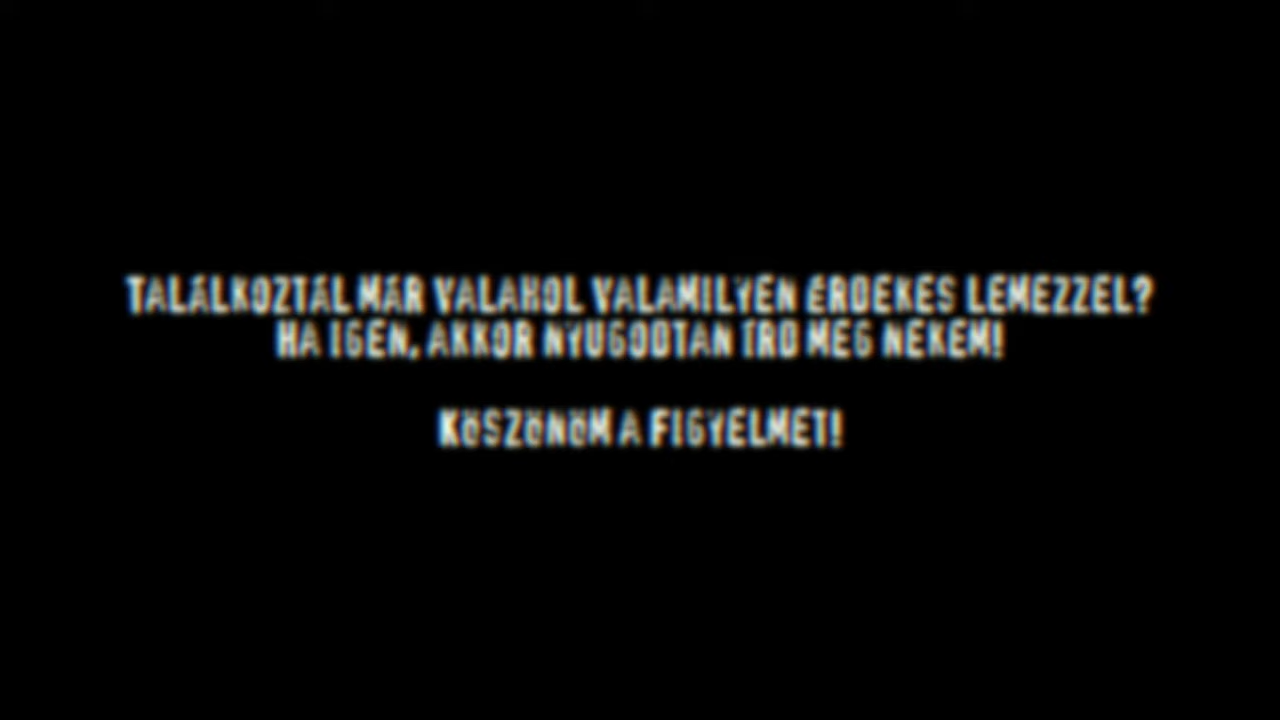 TALÁLKOZTÁL MÁR VALAHOL VALAMILYEN ÉRDEKES LEMEZZEL?
HA IGEN, AKKOR NYUGODTAN ÍRD MEG NEKEM!
KÖSZÖNÖM A FIGYELMET!